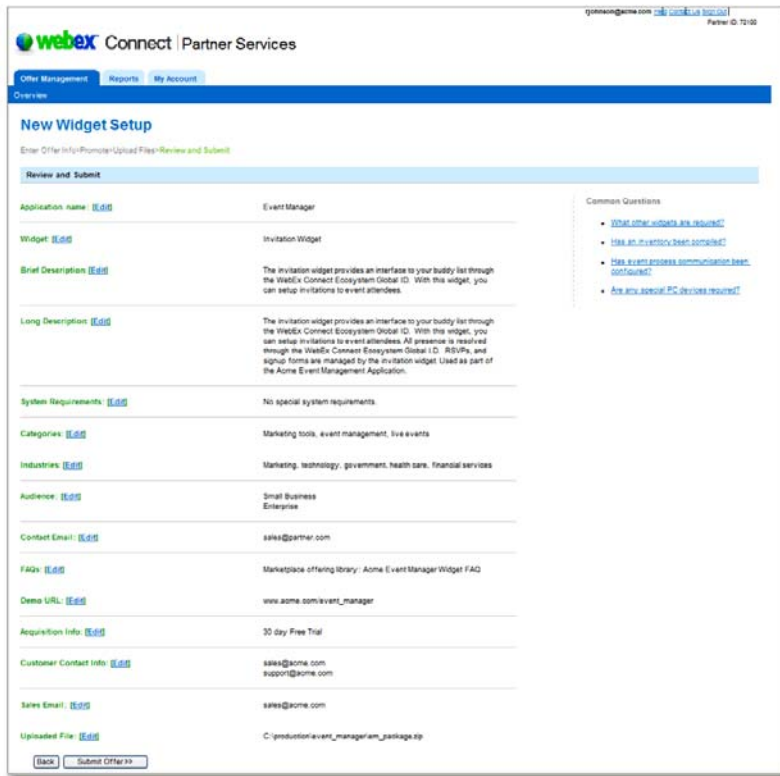 rjohnson@acme.com Help Contact Us Sign Out
Partner ID: 72100
webex Connect | Partner Services
Offer Management Reports My Account
Overview
New Widget Setup
Enter Offer Info>Promote>Upload Files>Review and Submit
Review and Submit
Application name: [Edit] Event Manager
Widget: [Edit] Invitation Widget
Brief Description [Edit] The invitation widget provides an interface to your buddy list through
the WebEx Connect Ecosystem Global ID. With this widget, you
can setup invitations to event attendees.
Long Description: [Edit] The invitation widget provides an interface to your buddy list through
the WebEx Connect Ecosystem Global ID. With this widget, you
can setup invitations to event attendees. All presence is resolved
through the WebEx Connect Ecosystem Global I.D. RSVPs, and
signup forms are managed by the invitation widget. Used as part of
the Acme Event Management Application.
System Requirements: [Edit] No special system requirements
Categories: [Edit] Marketing tools, event management, live events
Industries: [Edit] Marketing, technology, government, health care, financial services
Audience: [Edit] Small Business
Enterprise
Contact Email: [Edit] sales@partner.com
FAQs: [Edit] Marketplace offering library: Acme Event Manager Widget FAQ
Demo URL: [Edit] www.acme.com/event_manager
Acquisition Info: [Edit] 30 day Free Trial
Customer Contact Info: [Edit] sales@acme.com
support@acme.com
Sales Email: [Edit] sales@acme.com
Uploaded File: [Edit] C:\production\event_manager\em_package.zip
Back Submit Offer>>
Common Questions
What other widgets are required?
Has an inventory been compiled?
Has event process communication been
configured?
Are any special PC devices required?